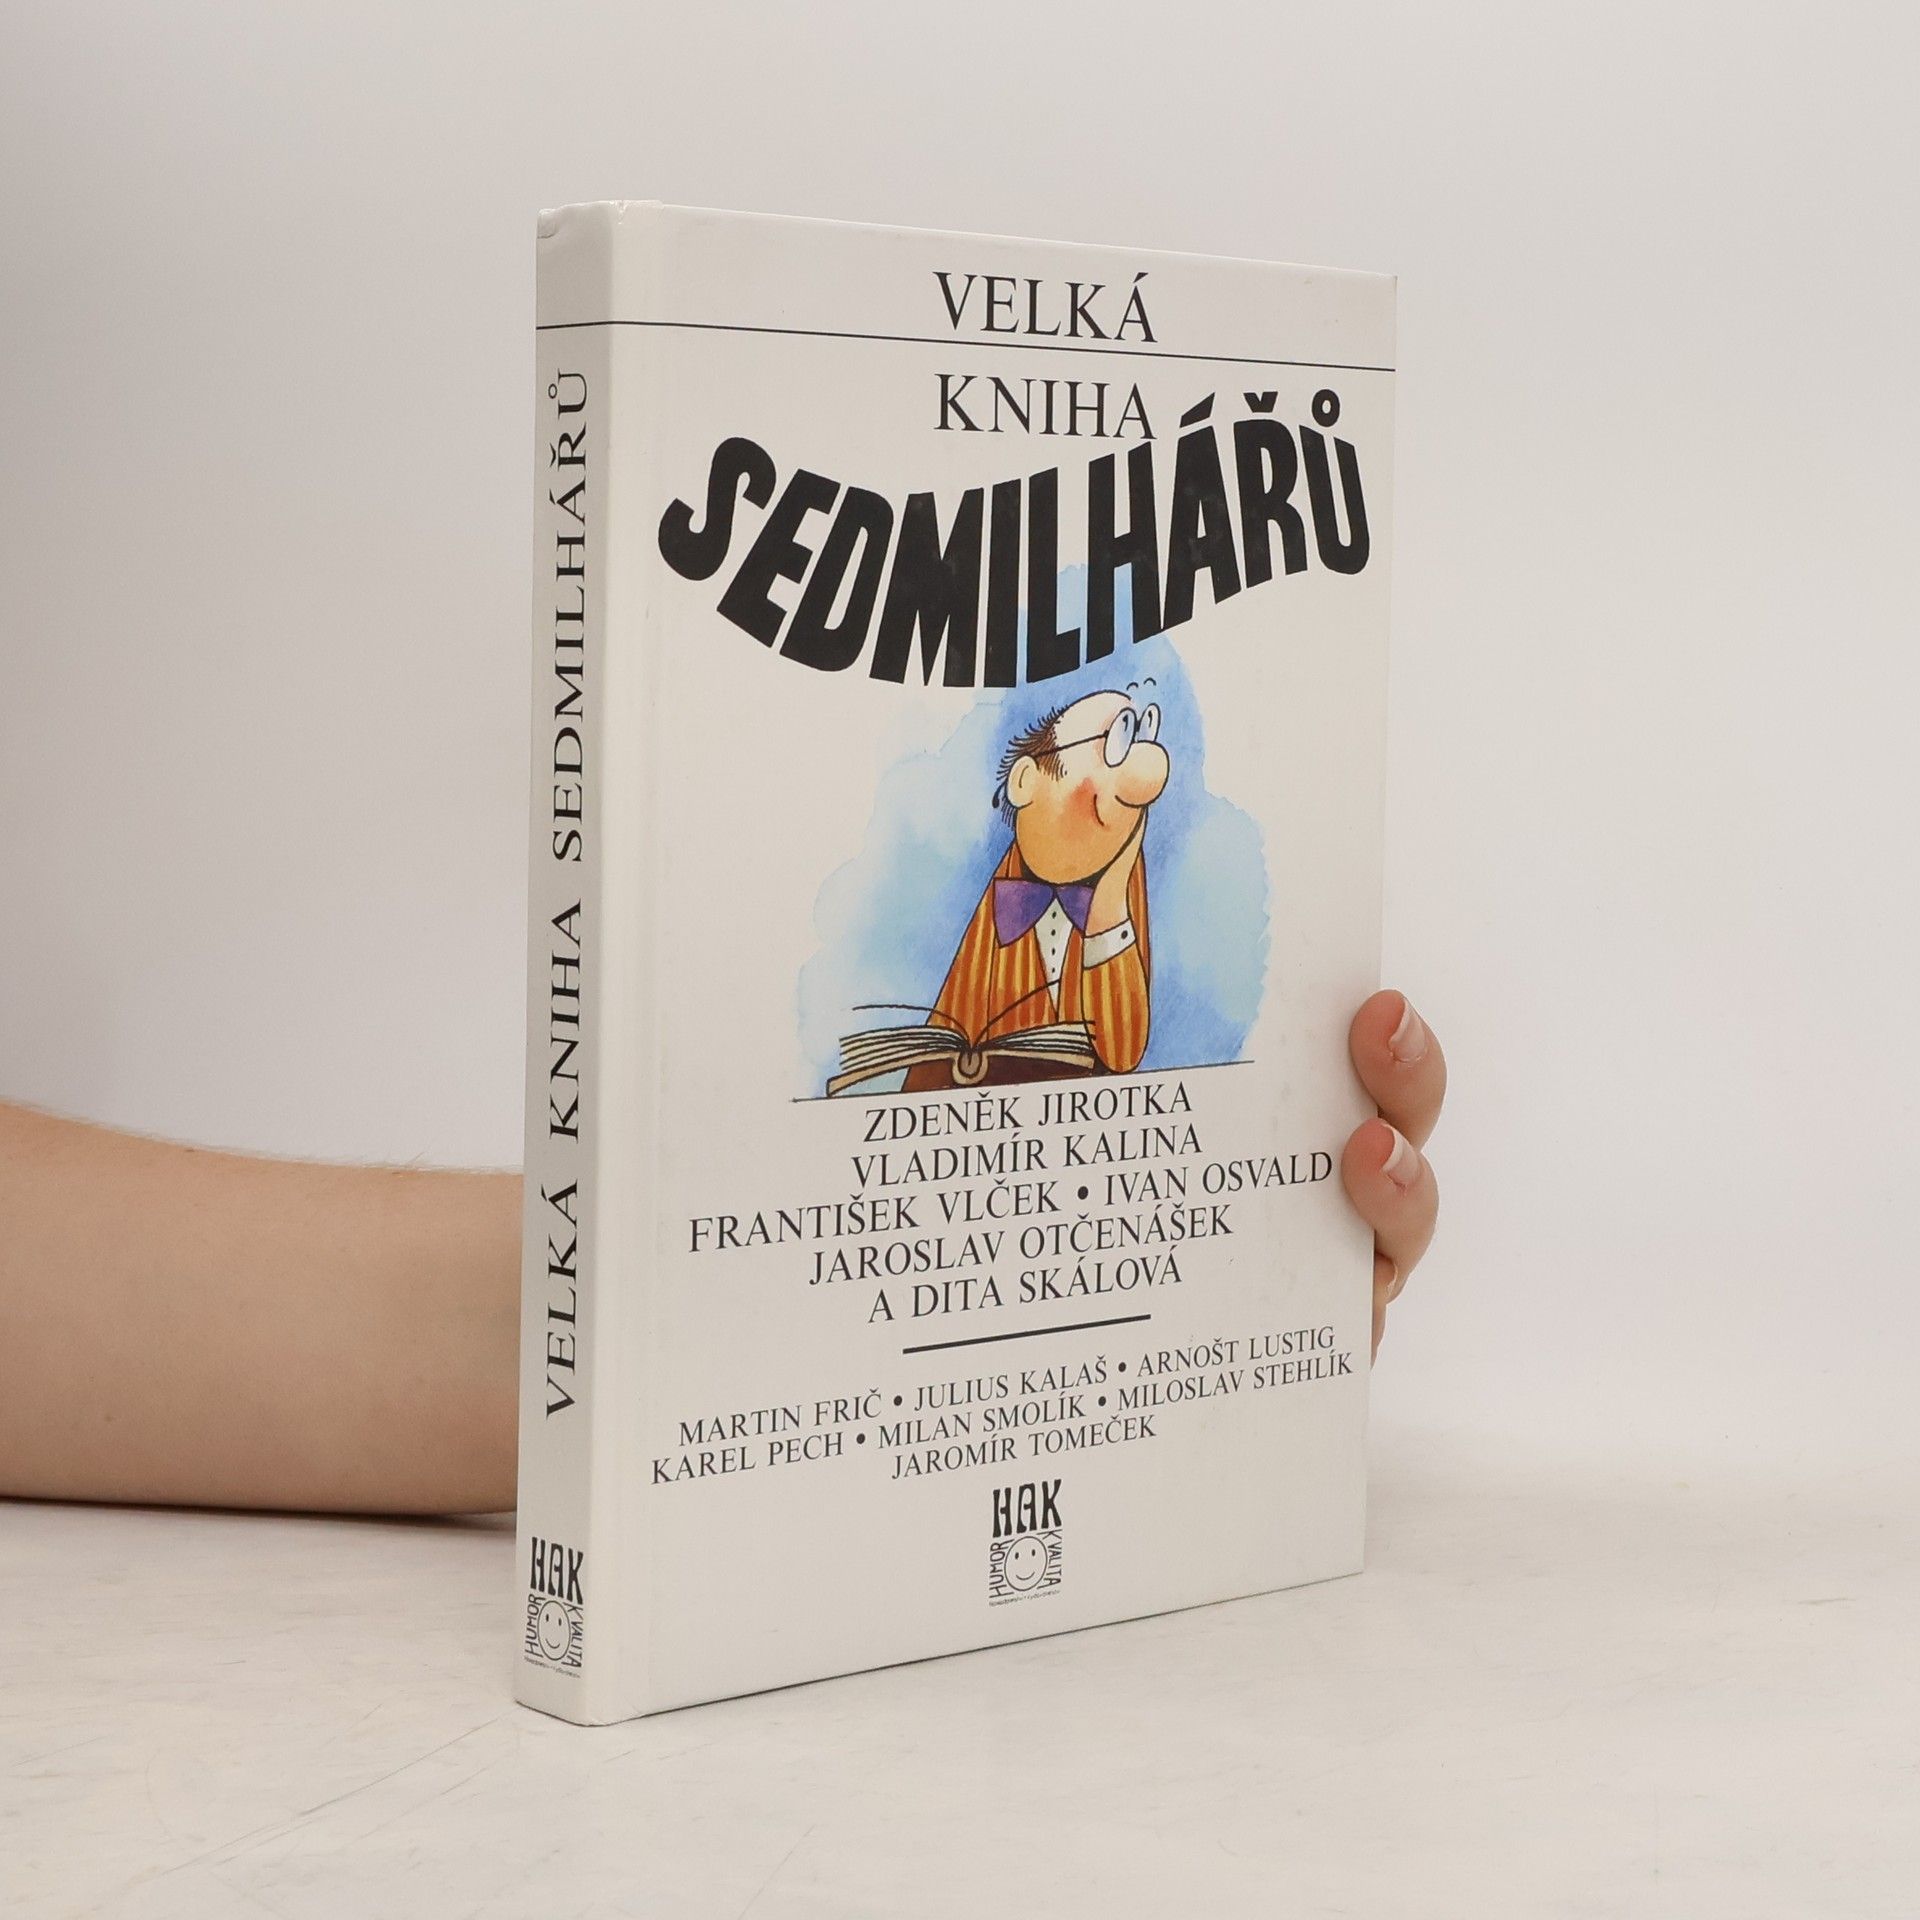 VELKÁ
KNIHA
SEDMILHÁŘŮ
ZDENĚK JIROTKA
VLADIMÍR KALINA
FRANTIŠEK VLČEK • IVAN OSVALD
JAROSLAV OTČENÁŠEK
A DITA SKÁLOVÁ
MARTIN FRIČ • JULIUS KALAŠ • ARNOŠT LUSTIG
KAREL PECH • MILAN SMOLÍK • MILOSLAV STEHLÍK
JAROMÍR TOMEČEK
HAK
HUMOR
KVALITA
VELKÁ KNIHA SEDMILHÁŘŮ
HAK
HUMOR
KVALITA